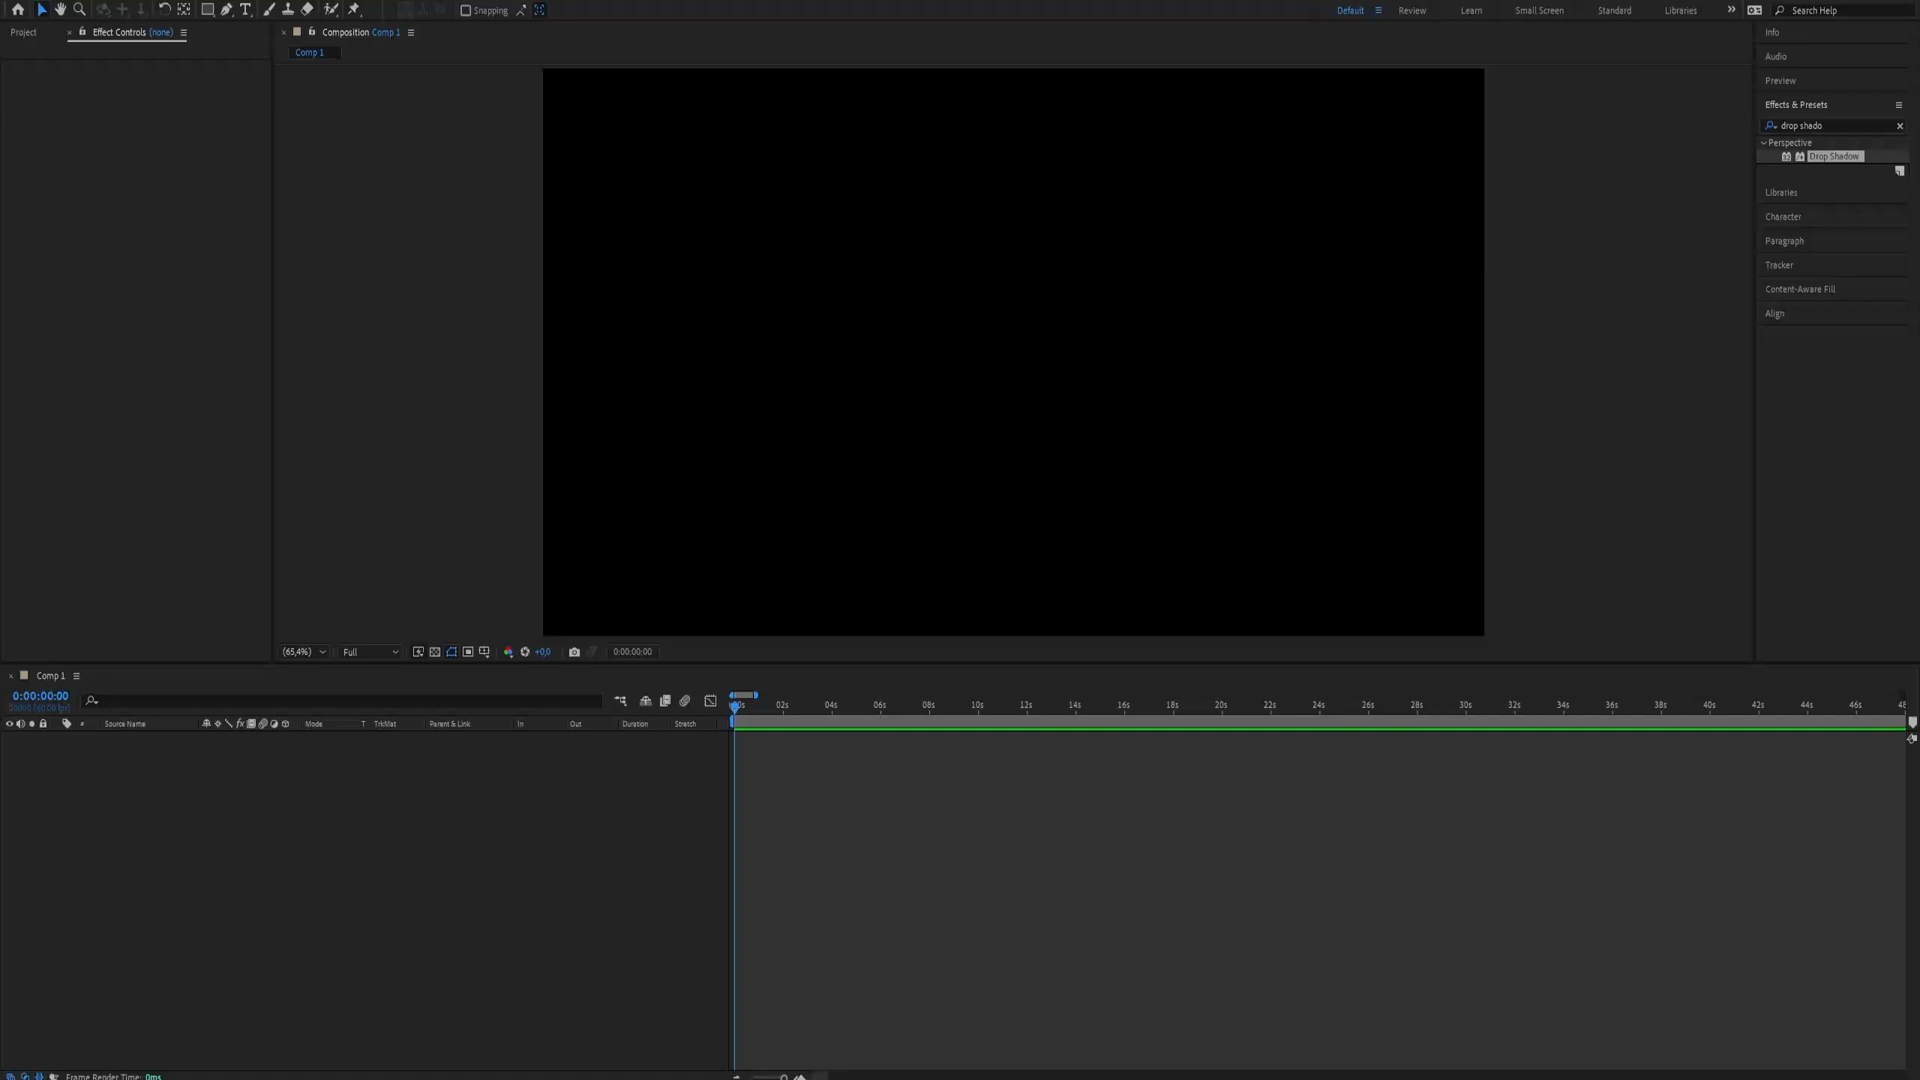 Snapping
Default
Review
Learn
Small Screen
Standard
Libraries
Search Help
Project
Effect Controls (none)
Composition Comp 1
Comp 1
Info
Audio
Preview
Effects & Presets
drop shado
Perspective
Drop Shadow
Libraries
Character
Paragraph
Tracker
Content-Aware Fill
Align
(65,4%)
Full
+0,0
0:00:00:00
Comp 1
0:00:00:00
# Source Name Mode T TrkMat Parent & Link In Out Duration Stretch
02s 04s 06s 08s 10s 12s 14s 16s 18s 20s 22s 24s 26s 28s 30s 32s 34s 36s 38s 40s 42s 44s 46s
Frame Render Time: 0ms